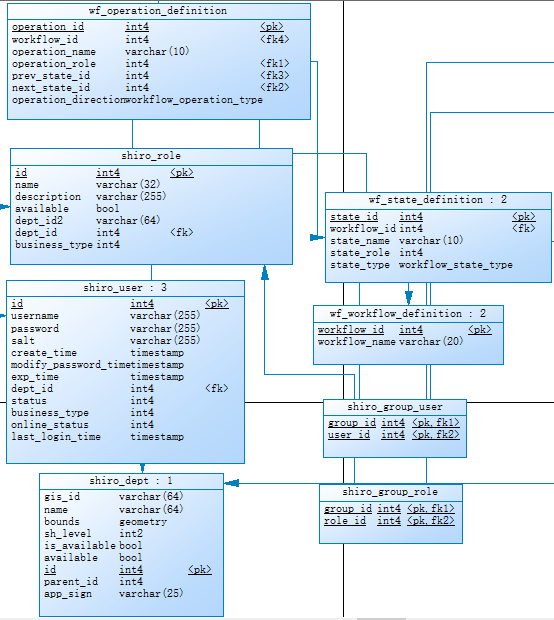 wf_operation_definition
operation_id int4 <pk>
workflow_id int4 <fk4>
operation_name varchar(10)
operation_role int4 <fk1>
prev_state_id int4 <fk3>
next_state_id int4 <fk2>
operation_directionworkflow_operation_type
shiro_role
id int4 <pk>
name varchar(32)
description varchar(255)
available bool
dept_id2 varchar(64)
dept_id int4 <fk>
business_type int4
wf_state_definition : 2
state_id int4 <pk>
workflow_id int4 <fk>
state_name varchar(10)
state_role int4
state_type workflow_state_type
shiro_user : 3
id int4 <pk>
username varchar(255)
password varchar(255)
salt varchar(255)
create_time timestamp
modify_password_timetimestamp
exp_time timestamp
dept_id int4 <fk>
status int4
business_type int4
online_status int4
last_login_time timestamp
wf_workflow_definition : 2
workflow_id int4 <pk>
workflow_name varchar(20)
shiro_group_user
group_id int4 <pk,fk1>
user_id int4 <pk,fk2>
shiro_dept : 1
gis_id varchar(64)
name varchar(64)
bounds geometry
sh_level int2
is_available bool
available bool
id int4 <pk>
parent_id int4
app_sign varchar(25)
shiro_group_role
group_id int4 <pk,fk1>
role_id int4 <pk,fk2>